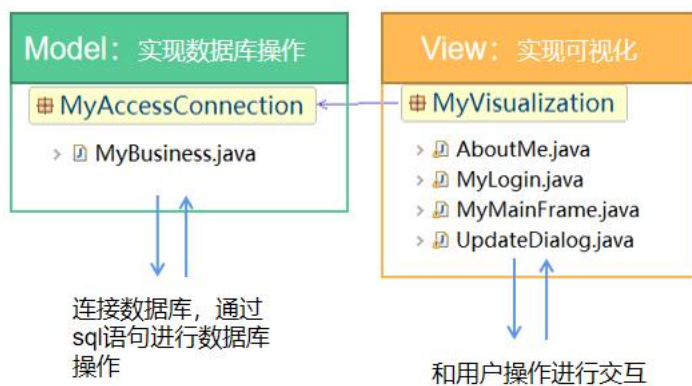 Model：实现数据库操作
MyAccessConnection
MyBusiness.java
连接数据库，通过
sql语句进行数据库
操作
View：实现可视化
MyVisualization
AboutMe.java
MyLogin.java
MyMainFrame.java
UpdateDialog.java
和用户操作进行交互